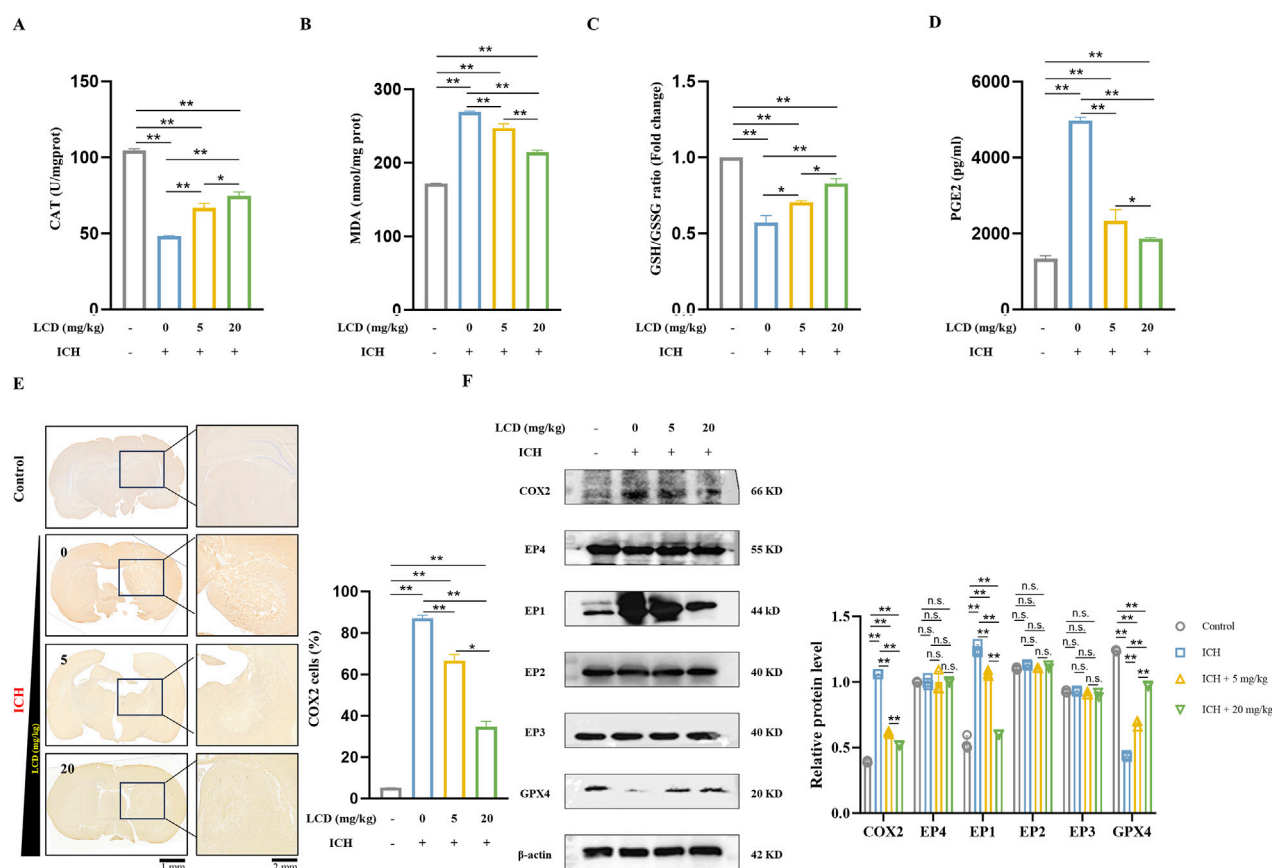 A
CAT (U/mgprot)
150
100
50
0
** ** ** ** ** *
LCD (mg/kg) - 0 5 20
ICH - + + +
B
MDA (nmol/mg prot)
300
200
100
0
** ** ** ** ** **
LCD (mg/kg) - 0 5 20
ICH - + + +
C
GSH/GSSG ratio (Fold change)
1.5
1.0
0.5
0.0
** ** ** ** * *
LCD (mg/kg) - 0 5 20
ICH - + + +
D
PGE2 (pg/ml)
6000
4000
2000
0
** ** ** ** ** *
LCD (mg/kg) - 0 5 20
ICH - + + +
E
Control
ICH
LCD (mg/kg)
0
5
20
1 mm
2 mm
COX2 cells (%)
100
80
60
40
20
0
** ** ** ** ** *
LCD (mg/kg) - 0 5 20
ICH - + + +
F
LCD (mg/kg) - 0 5 20
ICH - + + +
COX2 66 KD
EP4 55 KD
EP1 44 kD
EP2 40 KD
EP3 40 KD
GPX4 20 KD
β-actin 42 KD
Relative protein level
1.5
1.0
0.5
0.0
** ** ** ** ** **
n.s. n.s. n.s. n.s. n.s. n.s.
** ** ** ** **
n.s. n.s. n.s. n.s. n.s. n.s.
n.s. n.s. n.s. n.s. n.s. n.s.
** ** ** ** ** **
COX2 EP4 EP1 EP2 EP3 GPX4
Control
ICH
ICH + 5 mg/kg
ICH + 20 mg/kg